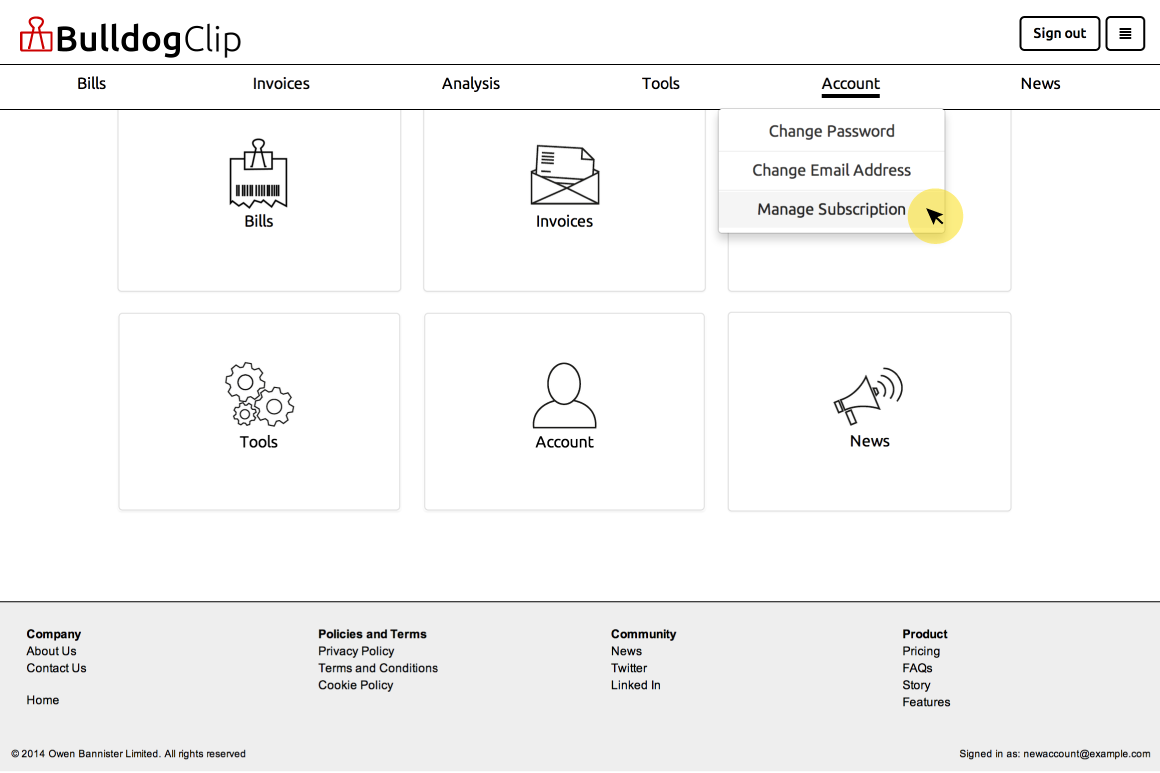 BulldogClip
Sign out
Bills Invoices Analysis Tools Account News
Change Password
Change Email Address
Manage Subscription
Bills
Invoices
Tools
Account
News
Company
About Us
Contact Us
Home
Policies and Terms
Privacy Policy
Terms and Conditions
Cookie Policy
Community
News
Twitter
Linked In
Product
Pricing
FAQs
Story
Features
© 2014 Owen Bannister Limited. All rights reserved
Signed in as: newaccount@example.com